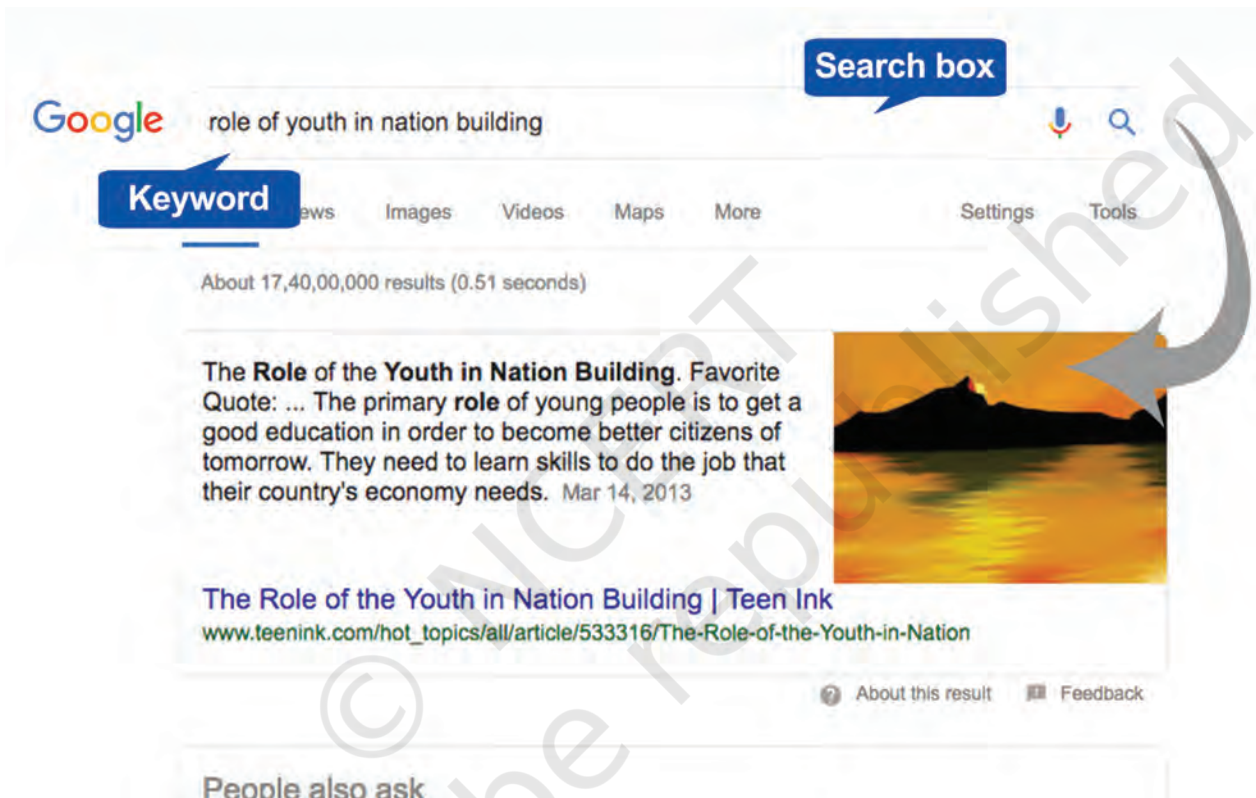 Search box
Google role of youth in nation building
Keyword
ews Images Videos Maps More Settings Tools
About 17,40,00,000 results (0.51 seconds)
The Role of the Youth in Nation Building. Favorite
Quote: ... The primary role of young people is to get a
good education in order to become better citizens of
tomorrow. They need to learn skills to do the job that
their country's economy needs. Mar 14, 2013
The Role of the Youth in Nation Building | Teen Ink
www.teenink.com/hot_topics/all/article/533316/The-Role-of-the-Youth-in-Nation
About this result Feedback
People also ask
© NCERT
be republished